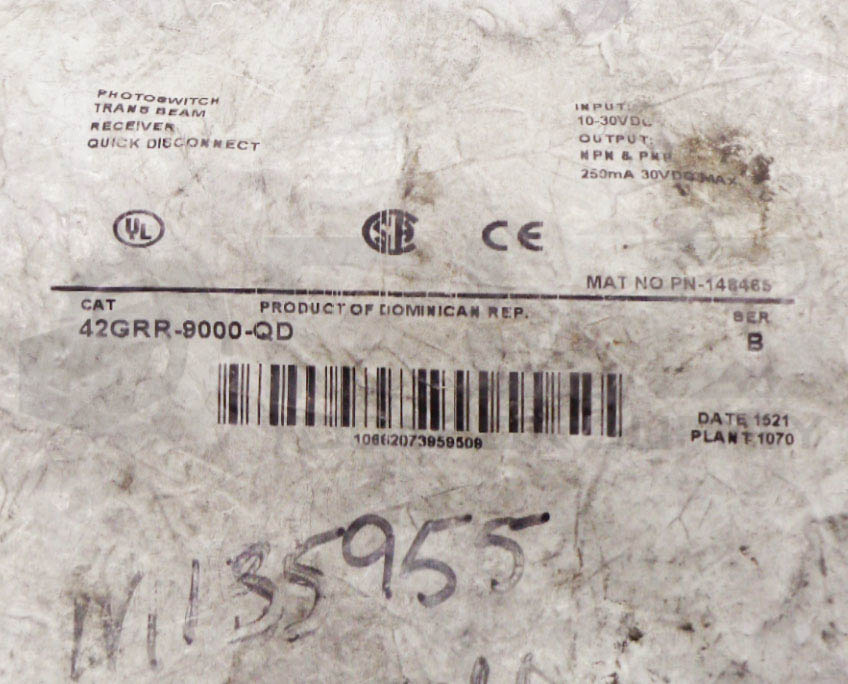 PHOTOSWITCH
TRANS BEAM
RECEIVER
QUICK DISCONNECT
INPUT:
10-30VDC
OUTPUT:
NPN & PNP
250mA 30VDC MAX
UL
CE
MAT NO PN-148465
CAT
PRODUCT OF DOMINICAN REP.
SER
42GRR-9000-QD
B
10662073959509
DATE 1521
PLANT 1070
135955